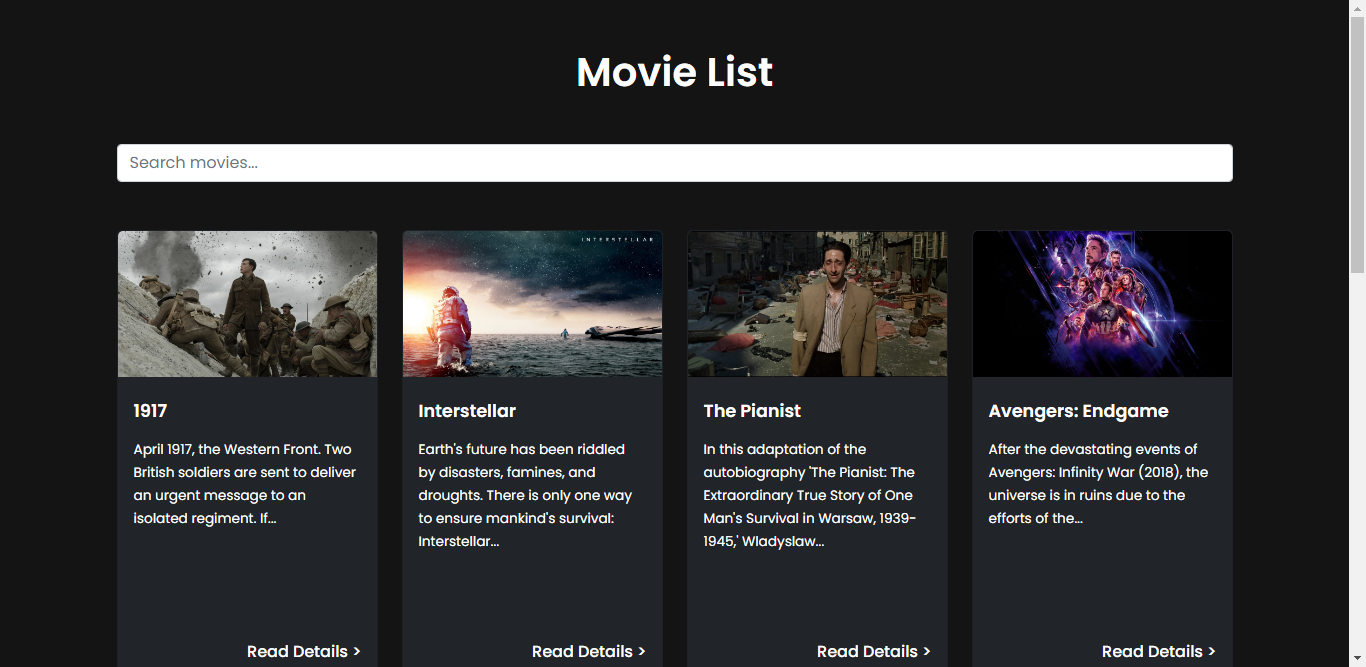 Movie List
Search movies...
INTERSTELLAR
1917
April 1917, the Western Front. Two
British soldiers are sent to deliver
an urgent message to an
isolated regiment. If...
Read Details >
Interstellar
Earth's future has been riddled
by disasters, famines, and
droughts. There is only one way
to ensure mankind's survival:
Interstellar...
Read Details >
The Pianist
In this adaptation of the
autobiography 'The Pianist: The
Extraordinary True Story of One
Man's Survival in Warsaw, 1939-
1945,' Wladyslaw...
Read Details >
Avengers: Endgame
After the devastating events of
Avengers: Infinity War (2018), the
universe is in ruins due to the
efforts of the...
Read Details >